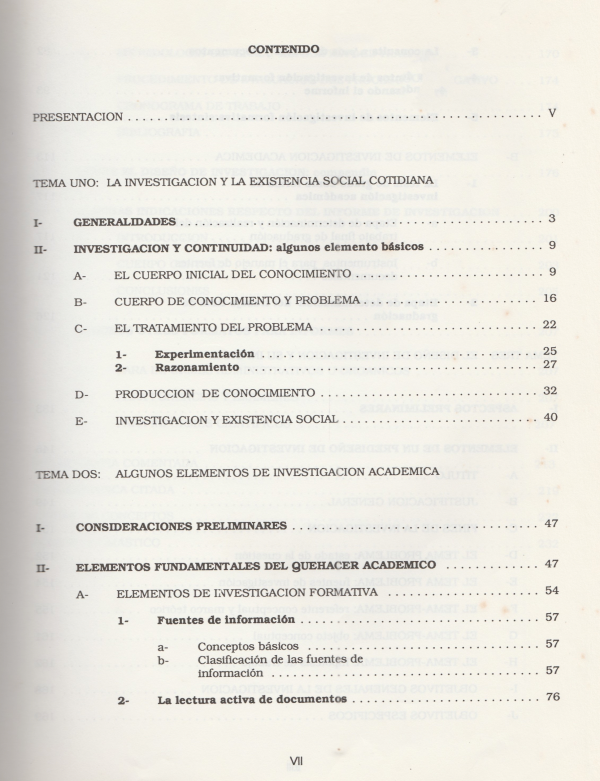 CONTENIDO
PRESENTACION . . . . . . . . . . . . . . . . . . . . . . . . . . . . . . . . . . . . . . . . V
TEMA UNO: LA INVESTIGACION Y LA EXISTENCIA SOCIAL COTIDIANA
I- GENERALIDADES . . . . . . . . . . . . . . . . . . . . . . . . . . . . . . . . . . . . 3
II- INVESTIGACION Y CONTINUIDAD: algunos elemento básicos . . . . . . . . . . . . 9
A- EL CUERPO INICIAL DEL CONOCIMIENTO . . . . . . . . . . . . . . . . . . . . 9
B- CUERPO DE CONOCIMIENTO Y PROBLEMA . . . . . . . . . . . . . . . . . . . 16
C- EL TRATAMIENTO DEL PROBLEMA . . . . . . . . . . . . . . . . . . . . . . . 22
1- Experimentación . . . . . . . . . . . . . . . . . . . . . . . . . . . . 25
2- Razonamiento . . . . . . . . . . . . . . . . . . . . . . . . . . . . . . 27
D- PRODUCCION DE CONOCIMIENTO . . . . . . . . . . . . . . . . . . . . . . . 32
E- INVESTIGACION Y EXISTENCIA SOCIAL . . . . . . . . . . . . . . . . . . . . 40
TEMA DOS: ALGUNOS ELEMENTOS DE INVESTIGACION ACADEMICA
I- CONSIDERACIONES PRELIMINARES . . . . . . . . . . . . . . . . . . . . . . . . 47
II- ELEMENTOS FUNDAMENTALES DEL QUEHACER ACADEMICO . . . . . . . . . . 47
A- ELEMENTOS DE INVESTIGACION FORMATIVA . . . . . . . . . . . . . . . . 54
1- Fuentes de información . . . . . . . . . . . . . . . . . . . . . . . . 57
a- Conceptos básicos . . . . . . . . . . . . . . . . . . . . . . . 57
b- Clasificación de las fuentes de
información . . . . . . . . . . . . . . . . . . . . . . . . . . 57
2- La lectura activa de documentos . . . . . . . . . . . . . . . . . . 76
VII